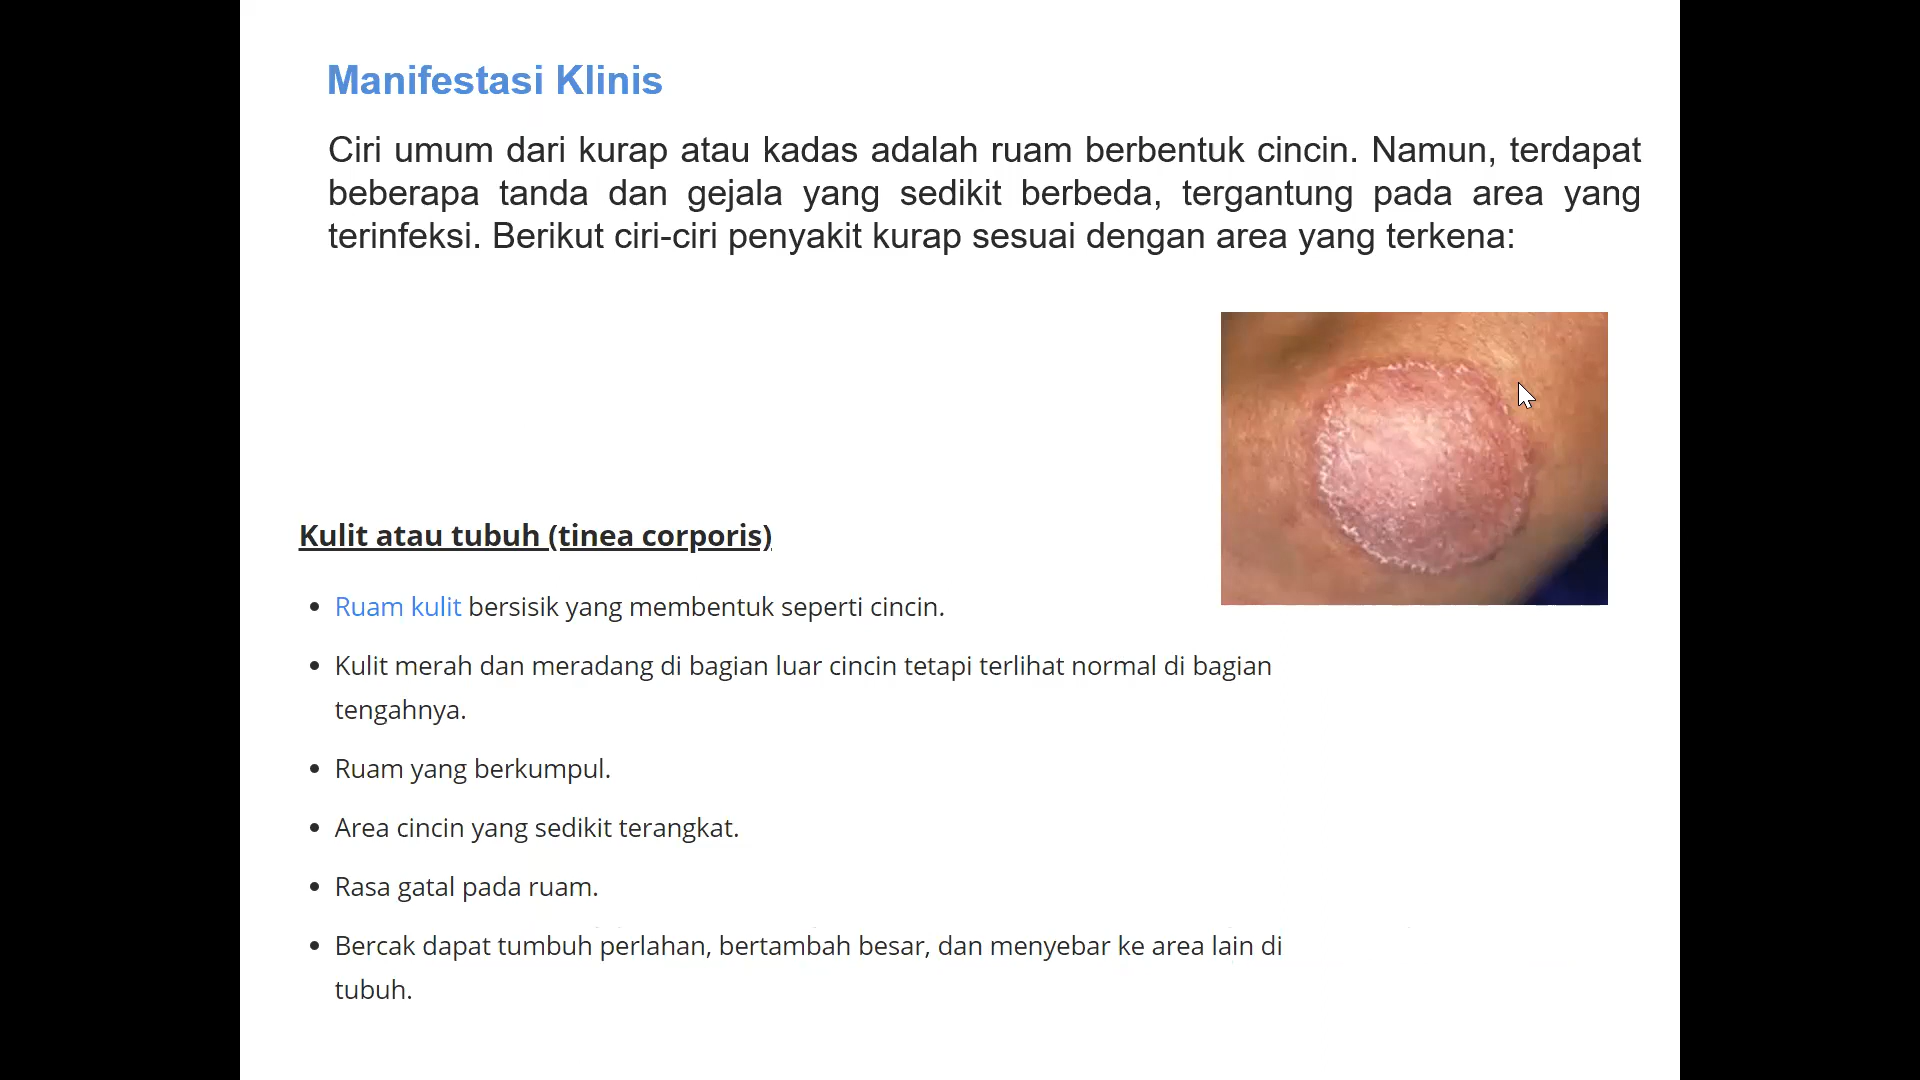 Manifestasi Klinis
Ciri umum dari kurap atau kadas adalah ruam berbentuk cincin. Namun, terdapat
beberapa tanda dan gejala yang sedikit berbeda, tergantung pada area yang
terinfeksi. Berikut ciri-ciri penyakit kurap sesuai dengan area yang terkena:
Kulit atau tubuh (tinea corporis)
• Ruam kulit bersisik yang membentuk seperti cincin.
• Kulit merah dan meradang di bagian luar cincin tetapi terlihat normal di bagian
tengahnya.
• Ruam yang berkumpul.
• Area cincin yang sedikit terangkat.
• Rasa gatal pada ruam.
• Bercak dapat tumbuh perlahan, bertambah besar, dan menyebar ke area lain di
tubuh.